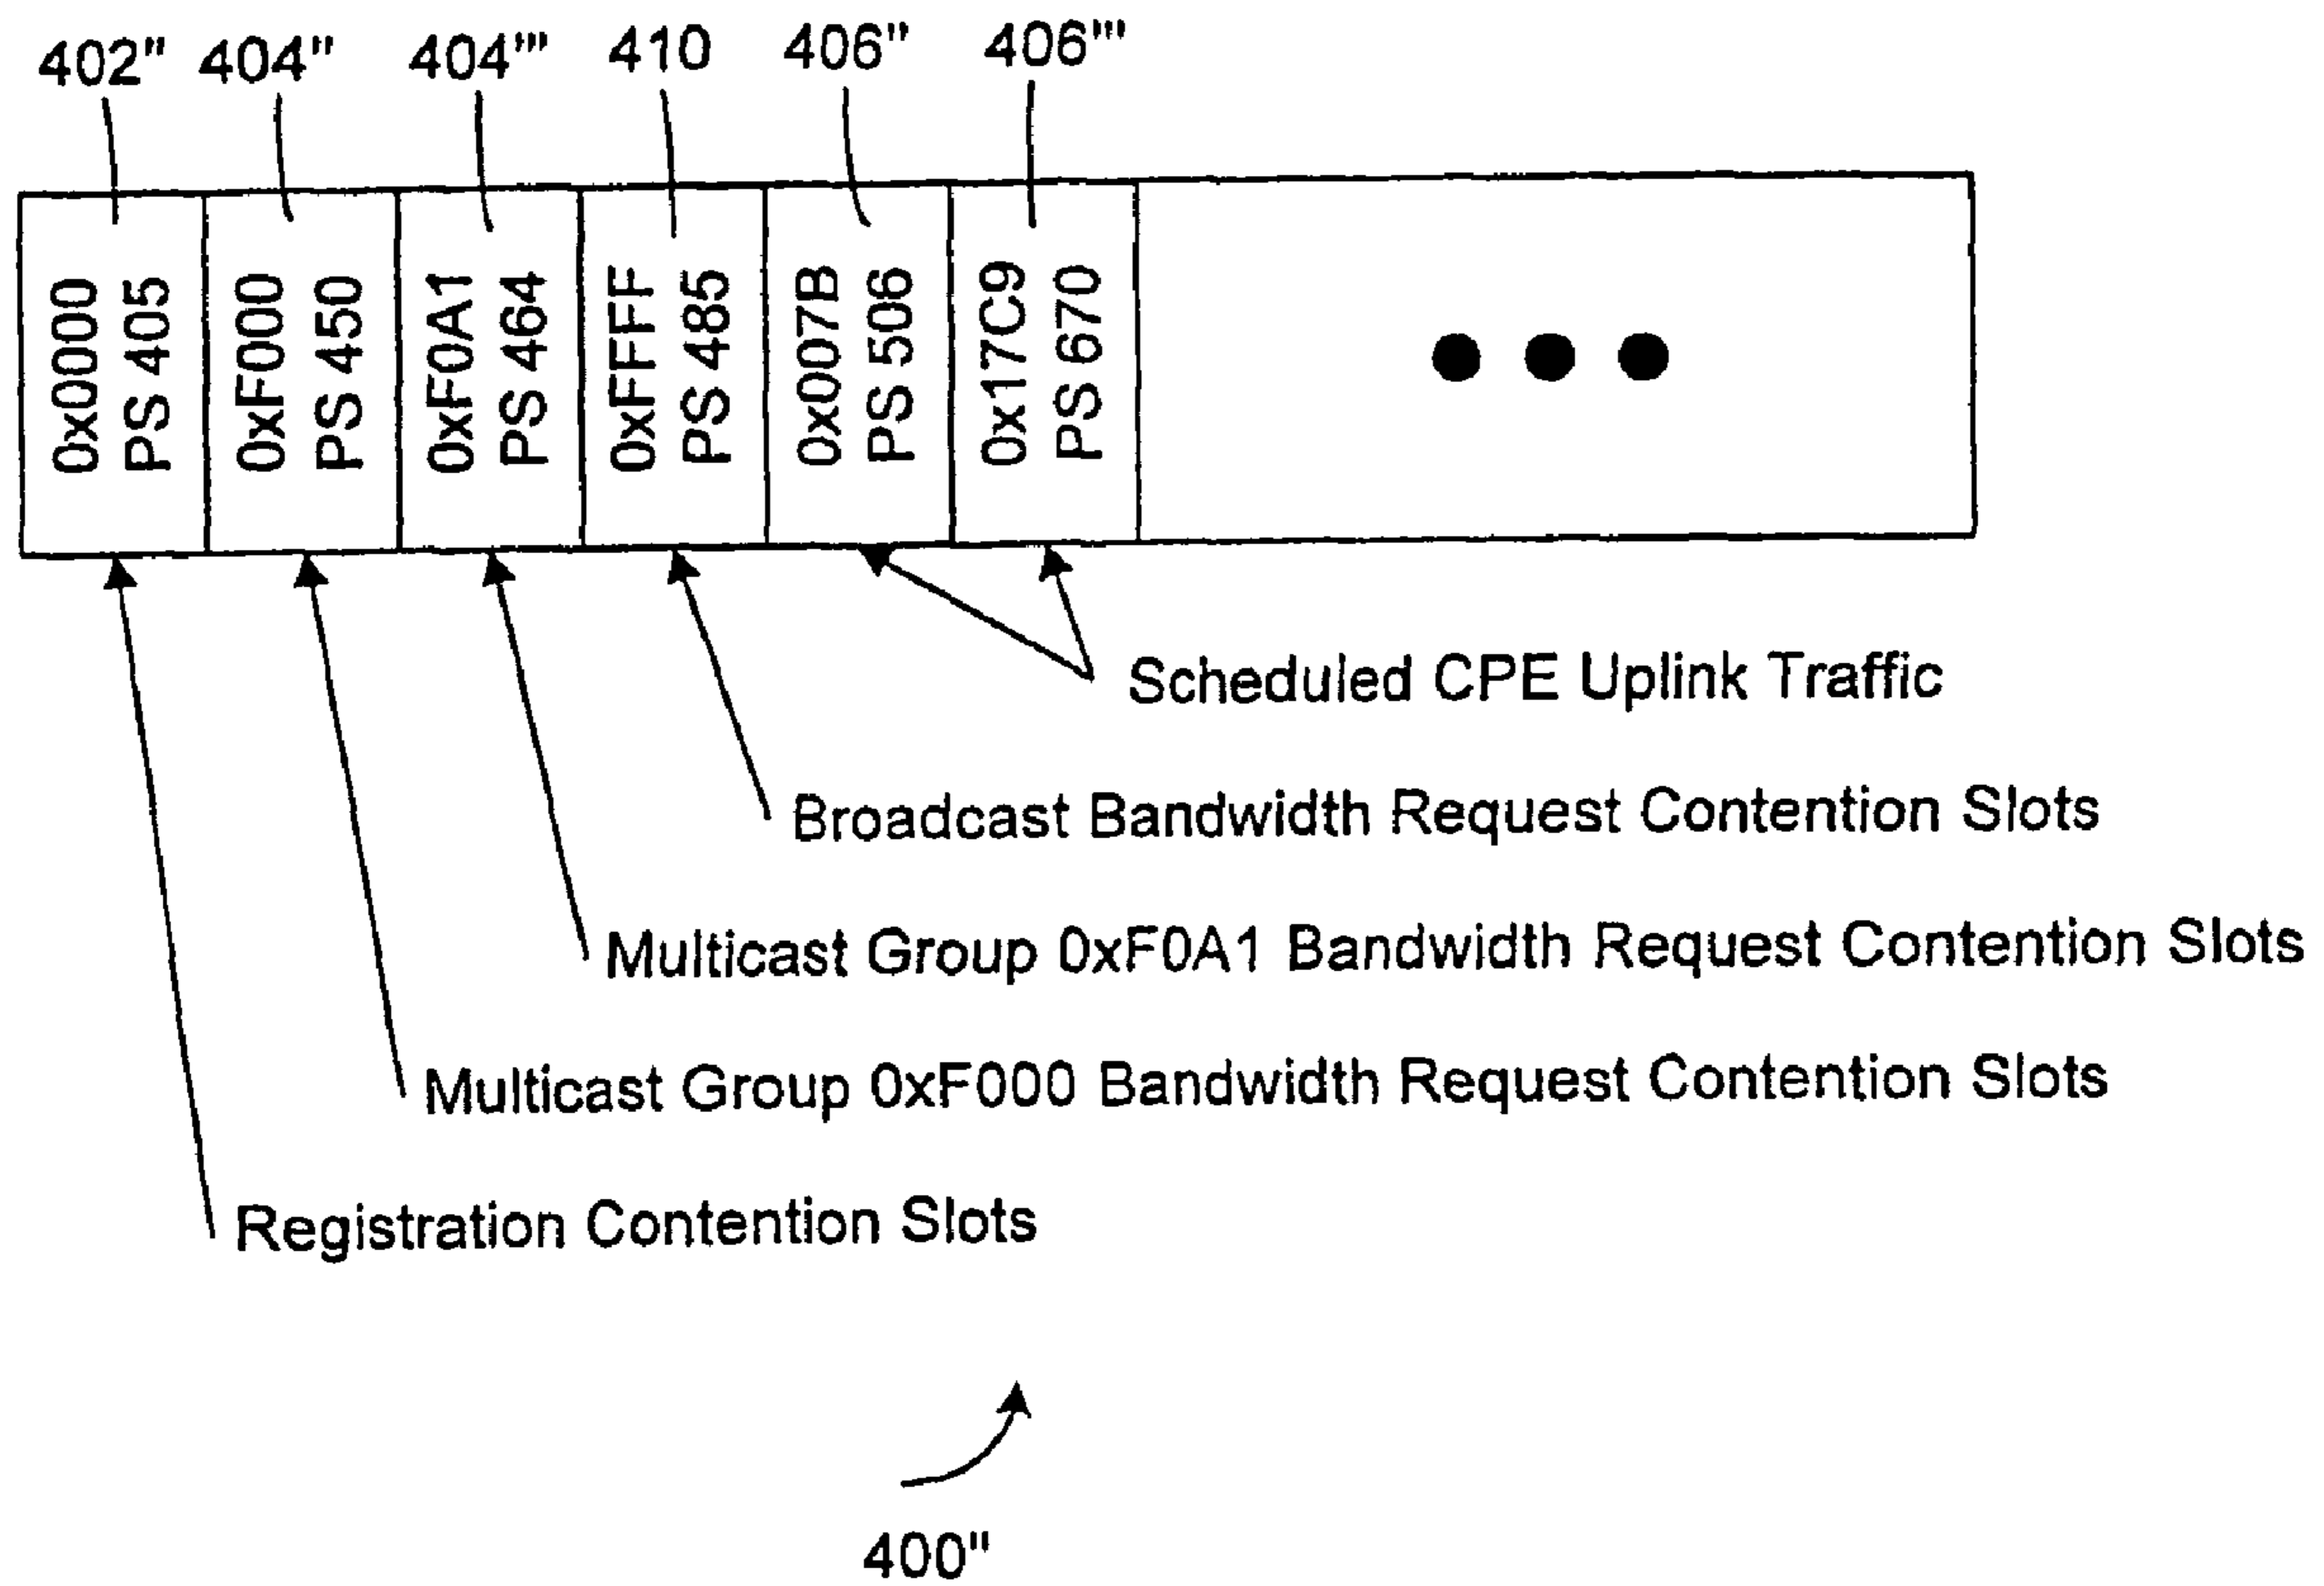 402" 404" 404''' 410 406" 406'''
0x0000
PS 405
0xF000
PS 450
0xF0A1
PS 464
0xFFFF
PS 485
0x007B
PS 506
0x17C9
PS 670
Scheduled CPE Uplink Traffic
Broadcast Bandwidth Request Contention Slots
Multicast Group 0xF0A1 Bandwidth Request Contention Slots
Multicast Group 0xF000 Bandwidth Request Contention Slots
Registration Contention Slots
400"